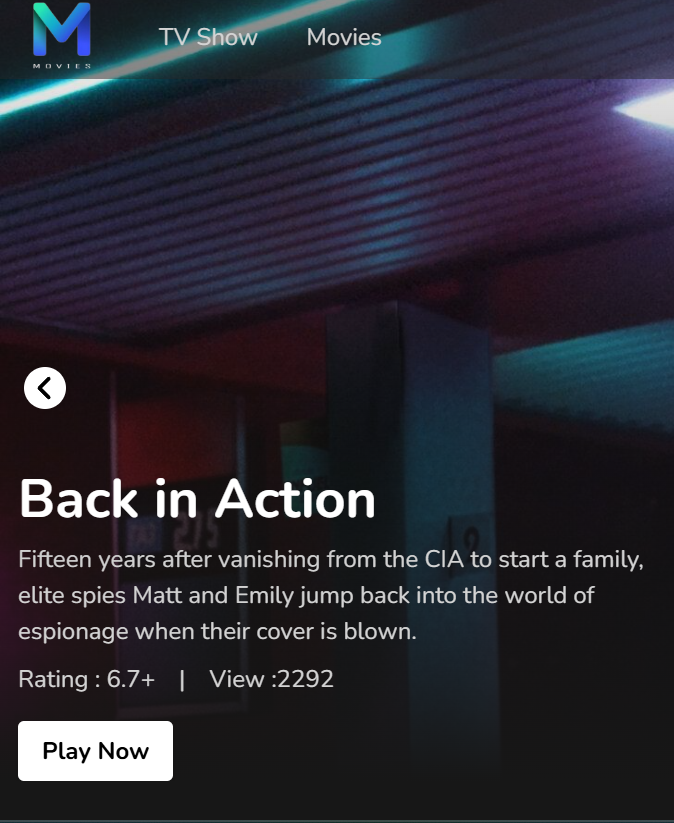 M
MOVIES
TV Show
Movies
Back in Action
Fifteen years after vanishing from the CIA to start a family,
elite spies Matt and Emily jump back into the world of
espionage when their cover is blown.
Rating : 6.7+ | View :2292
Play Now